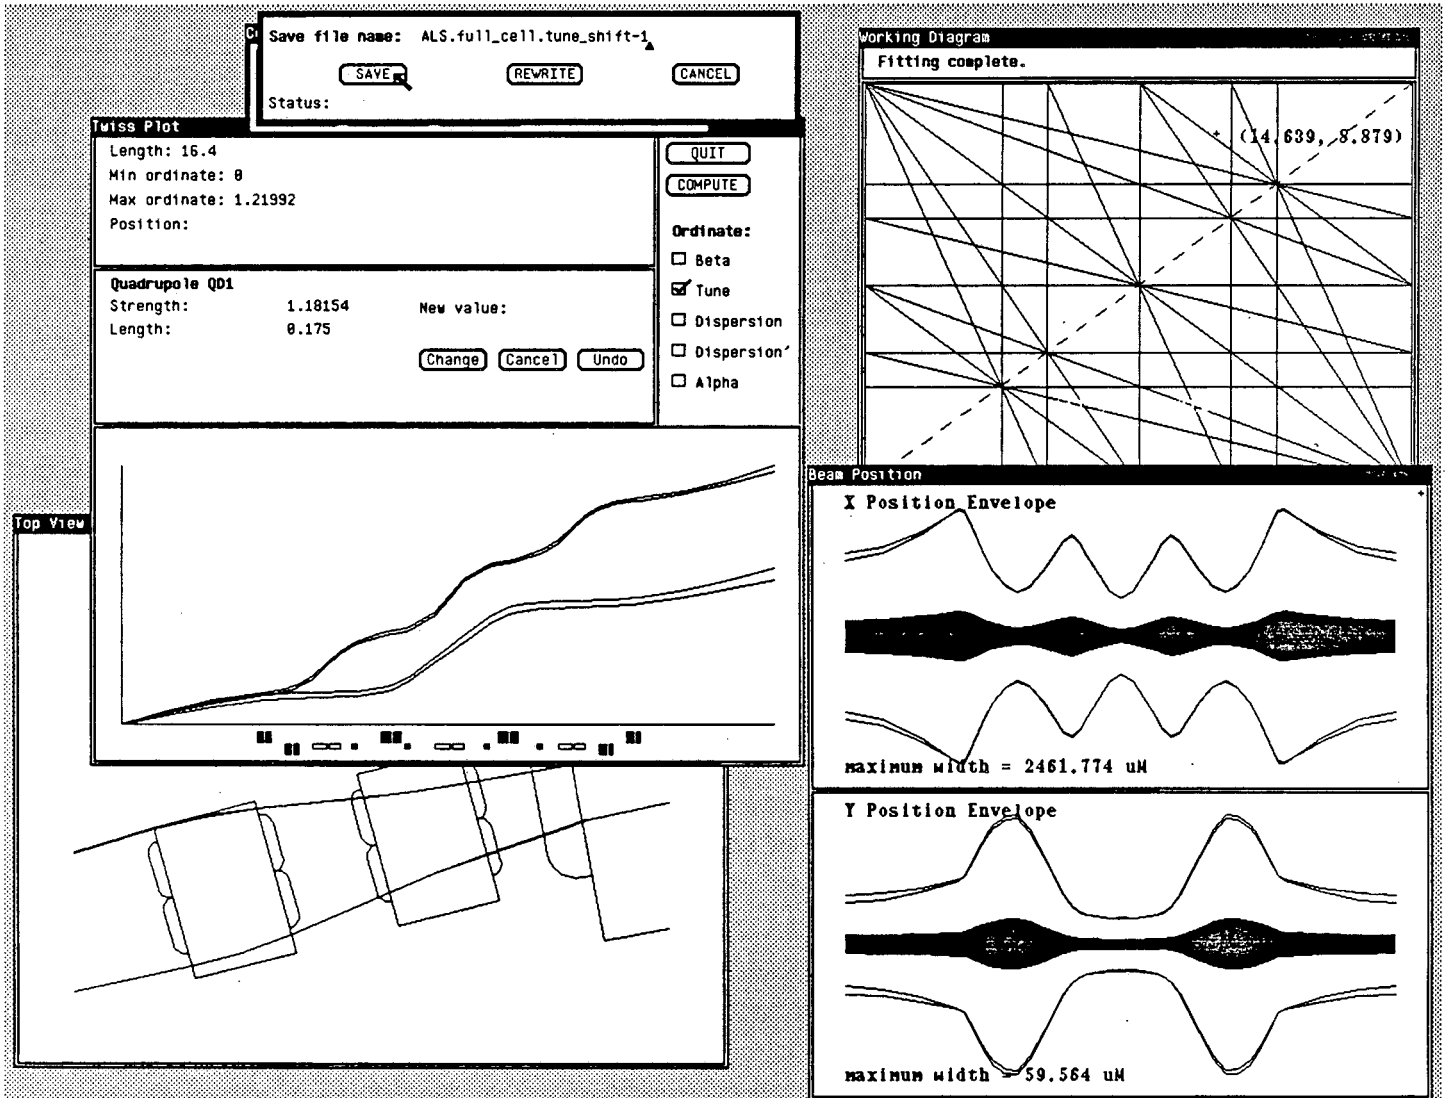 Save file name: ALS.full_cell.tune_shift-1
SAVE REWRITE CANCEL
Status:
Twiss Plot
Length: 16.4
Min ordinate: 0
Max ordinate: 1.21992
Position:
QUIT
COMPUTE
Ordinate:
Beta
Tune
Dispersion
Dispersion'
Alpha
Quadrupole QD1
Strength: 1.18154 New value:
Length: 0.175
Change Cancel Undo
Working Diagram
Fitting complete.
(14.639, 8.879)
Top View
Beam Position
X Position Envelope
maximum width = 2461.774 uM
Y Position Envelope
maximum width = 59.564 uM